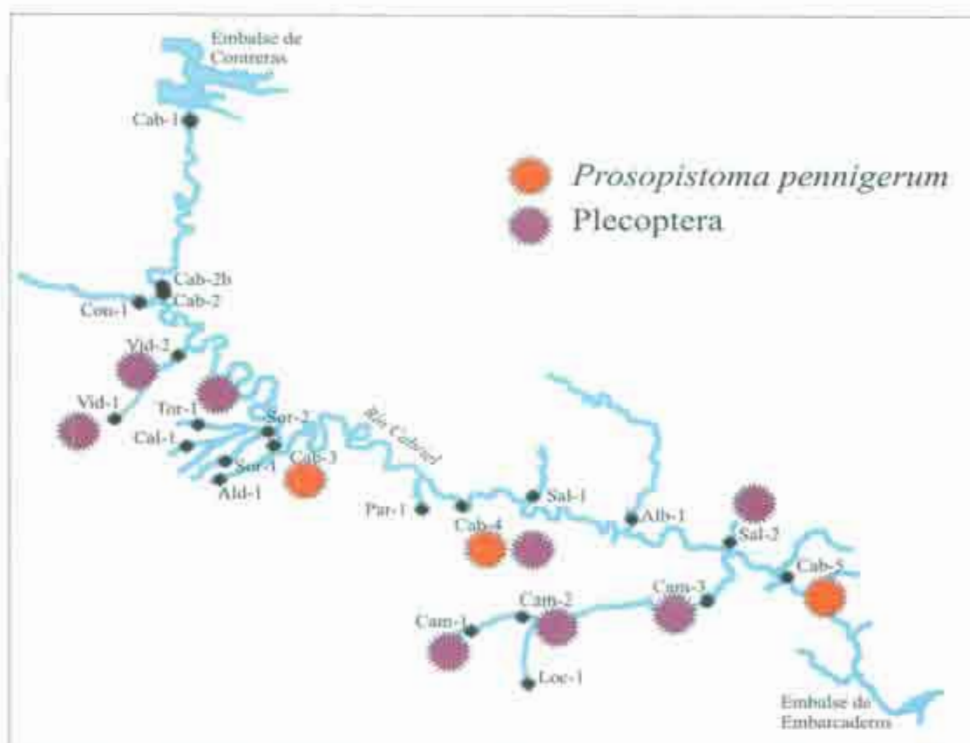 Embalse de
Contreras
Cab-1
Prosopistoma pennigerum
Plecoptera
Cab-2b
Cab-2
Con-1
Vid-2
Vid-1
Tor-1
Sor-2
Cal-1
Cab-3
Sor-1
Ald-1
Río Cabriel
Par-1
Cab-4
Sal-1
Alb-1
Sal-2
Cab-5
Cam-3
Cam-2
Cam-1
Loc-1
Embalse de
Embarcaderos